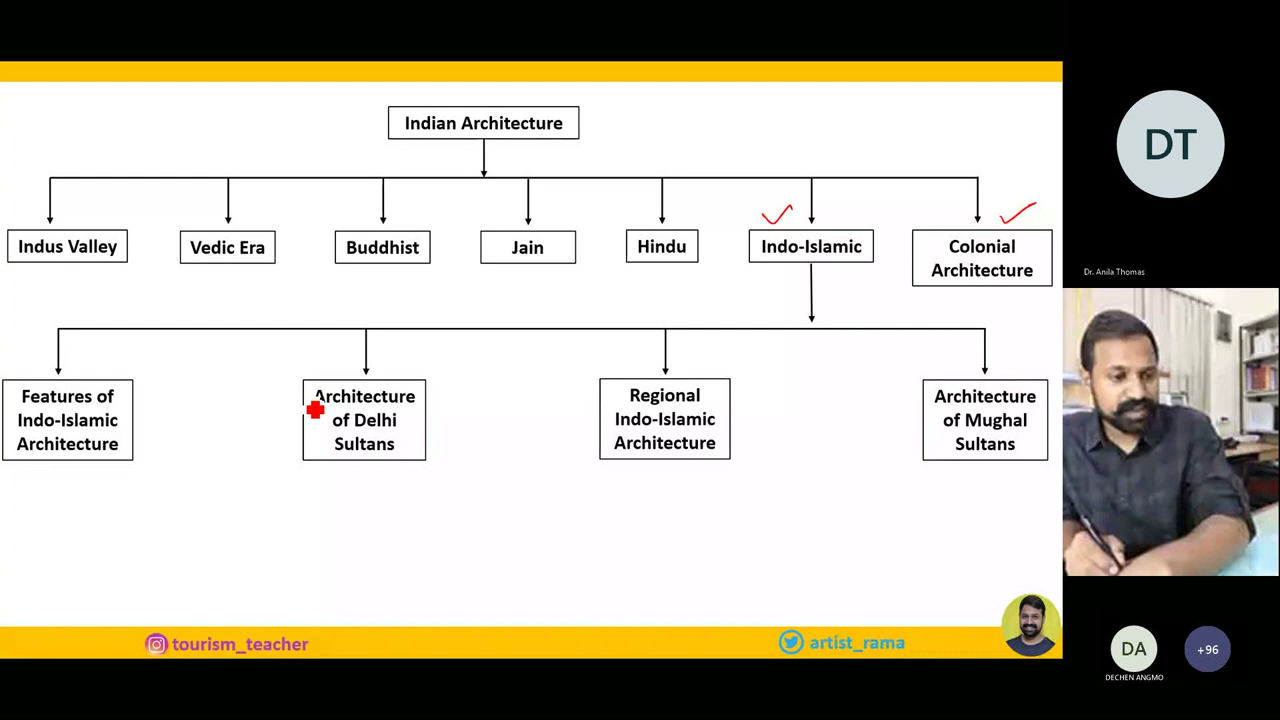 Indian Architecture
Indus Valley
Vedic Era
Buddhist
Jain
Hindu
Indo-Islamic
Colonial
Architecture
Features of
Indo-Islamic
Architecture
Architecture
of Delhi
Sultans
Regional
Indo-Islamic
Architecture
Architecture
of Mughal
Sultans
tourism_teacher
artist_rama
DT
Dr. Anila Thomas
DA
DECHEN ANGMO
+96